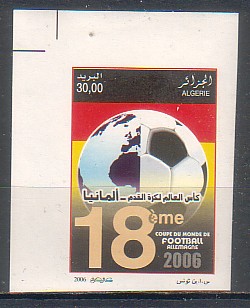 البريد الجزائر
30,00 ALGERIE
كأس العالم لكرة القدم - ألمانيا
18ème
COUPE DU MONDE DE
FOOTBALL
ALLEMAGNE
2006
2006